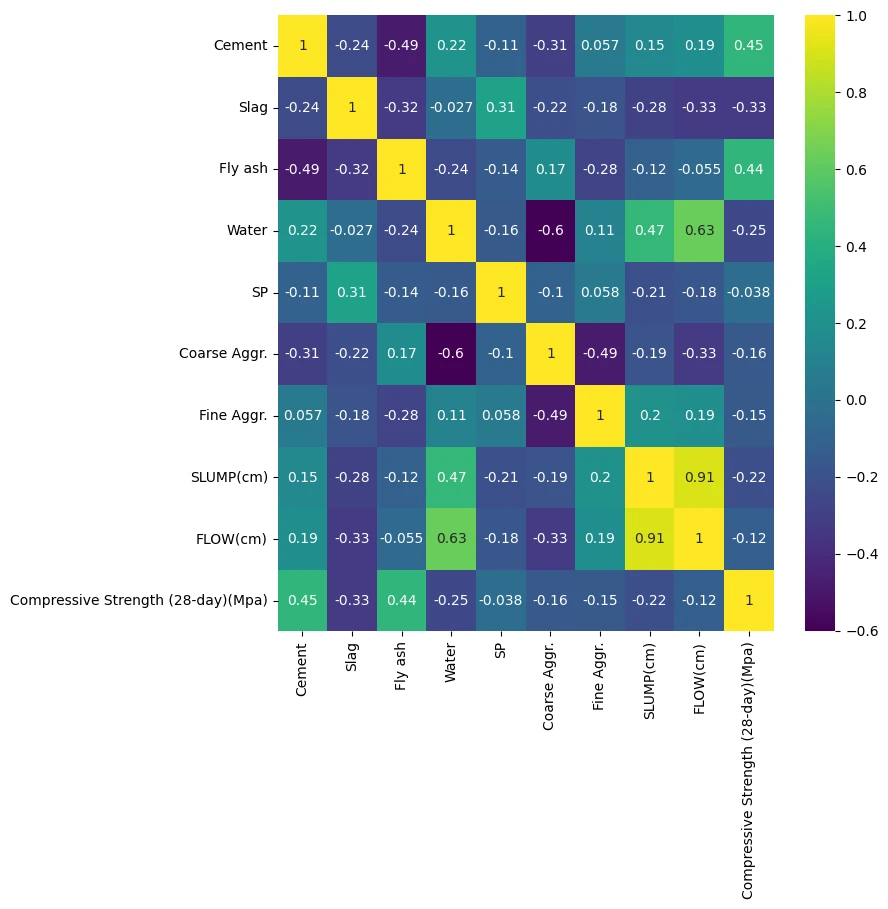 Cement 1 -0.24 -0.49 0.22 -0.11 -0.31 0.057 0.15 0.19 0.45
Slag -0.24 1 -0.32 -0.027 0.31 -0.22 -0.18 -0.28 -0.33 -0.33
Fly ash -0.49 -0.32 1 -0.24 -0.14 0.17 -0.28 -0.12 -0.055 0.44
Water 0.22 -0.027 -0.24 1 -0.16 -0.6 0.11 0.47 0.63 -0.25
SP -0.11 0.31 -0.14 -0.16 1 -0.1 0.058 -0.21 -0.18 -0.038
Coarse Aggr. -0.31 -0.22 0.17 -0.6 -0.1 1 -0.49 -0.19 -0.33 -0.16
Fine Aggr. 0.057 -0.18 -0.28 0.11 0.058 -0.49 1 0.2 0.19 -0.15
SLUMP(cm) 0.15 -0.28 -0.12 0.47 -0.21 -0.19 0.2 1 0.91 -0.22
FLOW(cm) 0.19 -0.33 -0.055 0.63 -0.18 -0.33 0.19 0.91 1 -0.12
Compressive Strength (28-day)(Mpa) 0.45 -0.33 0.44 -0.25 -0.038 -0.16 -0.15 -0.22 -0.12 1
Cement
Slag
Fly ash
Water
SP
Coarse Aggr.
Fine Aggr.
SLUMP(cm)
FLOW(cm)
Compressive Strength (28-day)(Mpa)
1.0
0.8
0.6
0.4
0.2
0.0
−0.2
−0.4
−0.6